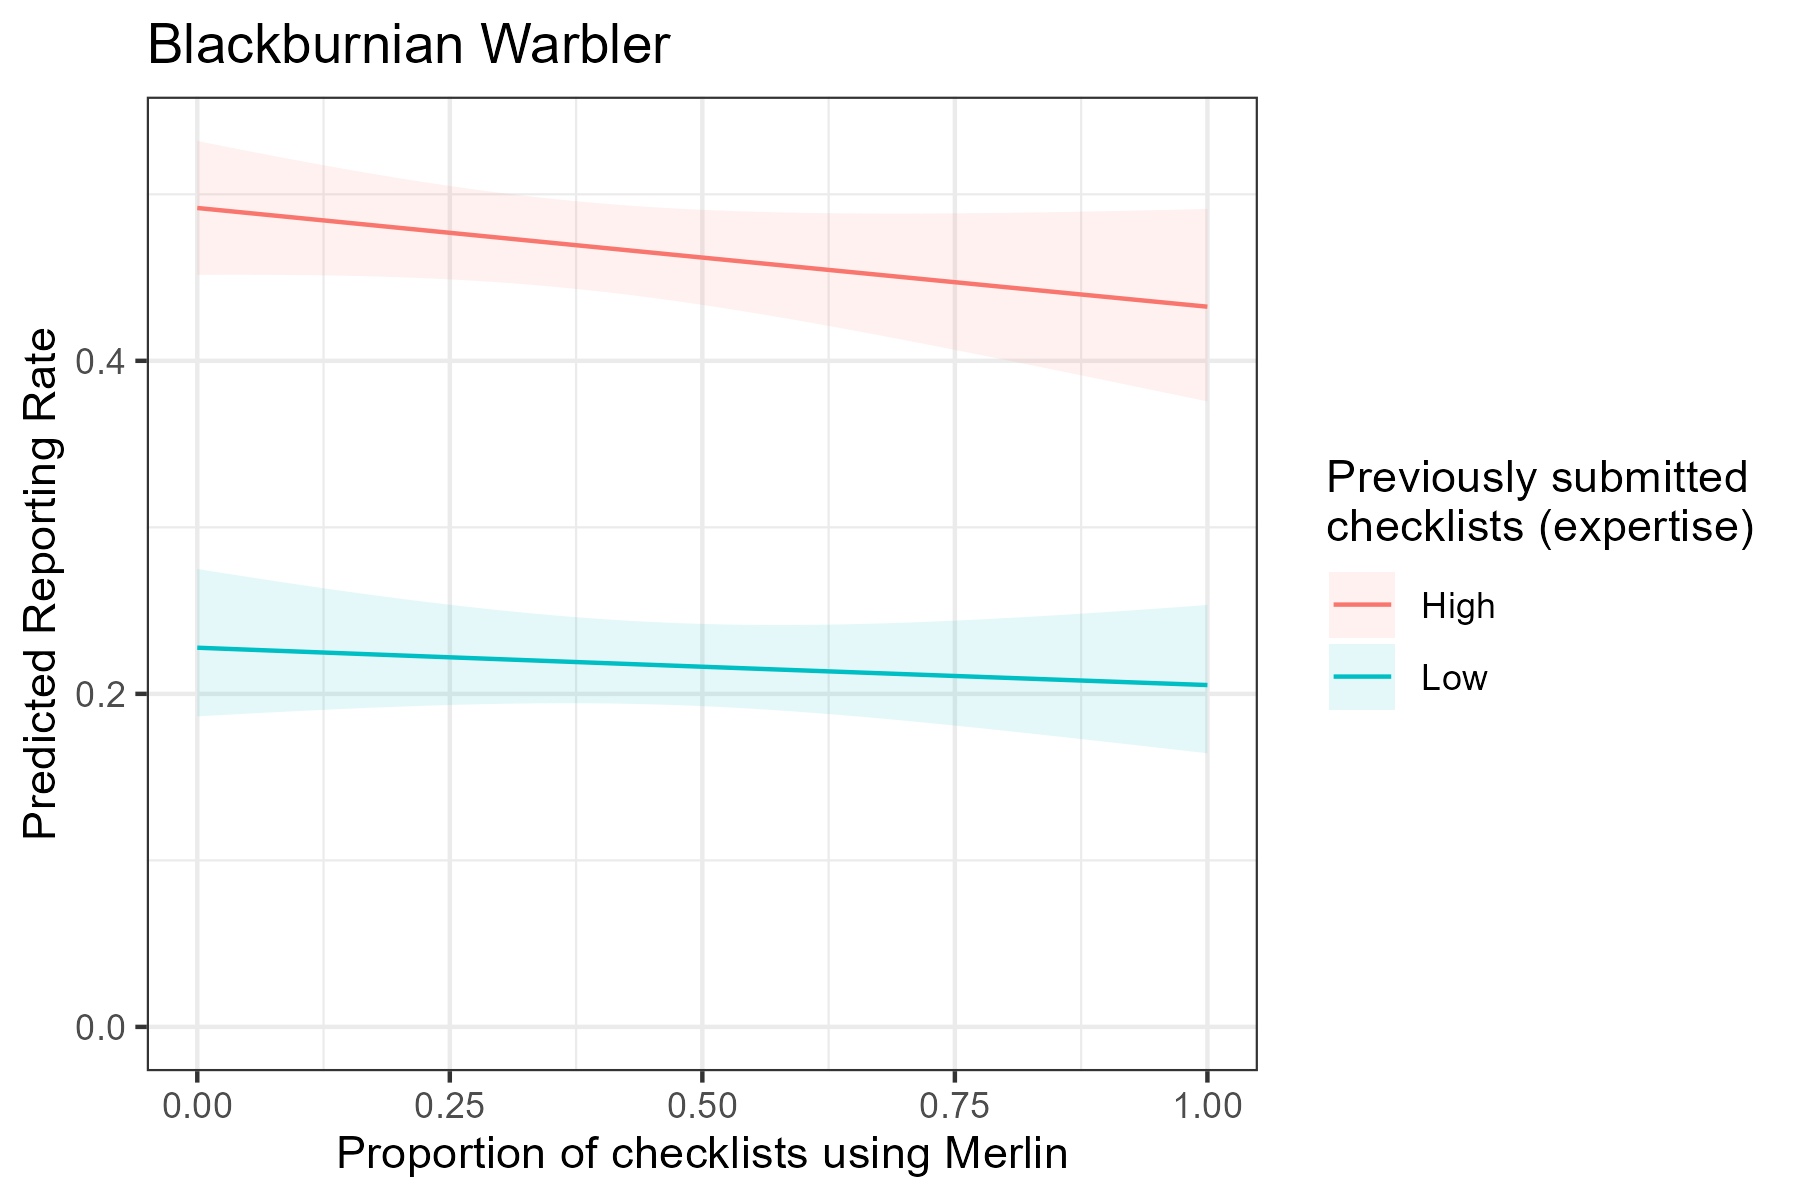 Blackburnian Warbler
Predicted Reporting Rate
0.4
0.2
0.0
0.00 0.25 0.50 0.75 1.00
Proportion of checklists using Merlin
Previously submitted
checklists (expertise)
High
Low